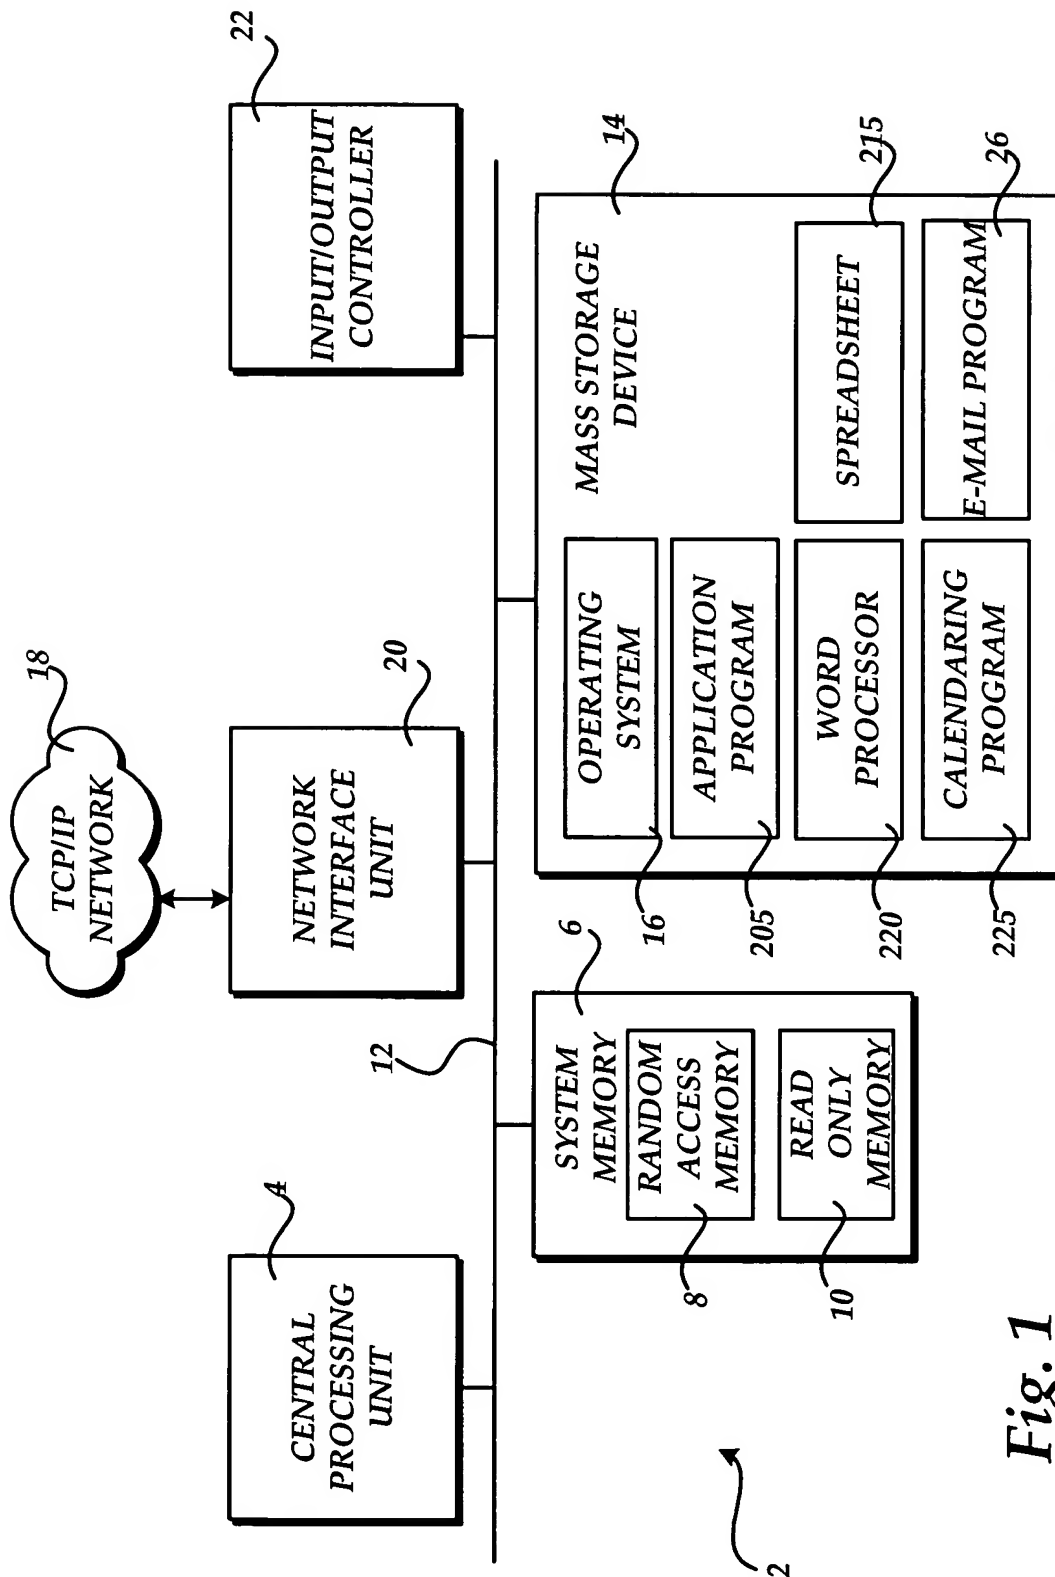 18
TCP/IP
NETWORK
4
CENTRAL
PROCESSING
UNIT
20
NETWORK
INTERFACE
UNIT
22
INPUT/OUTPUT
CONTROLLER
12
6
SYSTEM
MEMORY
RANDOM
ACCESS
MEMORY
8
READ
ONLY
MEMORY
10
14
MASS STORAGE
DEVICE
OPERATING
SYSTEM
16
APPLICATION
PROGRAM
205
WORD
PROCESSOR
220
SPREADSHEET
215
CALENDARING
PROGRAM
225
E-MAIL PROGRAM
26
2
Fig. 1